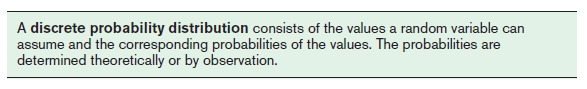 A discrete probability distribution consists of the values a random variable can
assume and the corresponding probabilities of the values. The probabilities are
determined theoretically or by observation.